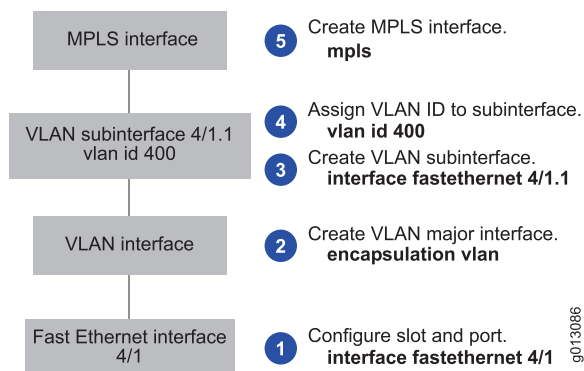 MPLS interface
5 Create MPLS interface.
mpls
VLAN subinterface 4/1.1
vlan id 400
4 Assign VLAN ID to subinterface.
vlan id 400
3 Create VLAN subinterface.
interface fastethernet 4/1.1
VLAN interface
2 Create VLAN major interface.
encapsulation vlan
Fast Ethernet interface
4/1
1 Configure slot and port.
interface fastethernet 4/1
g013086